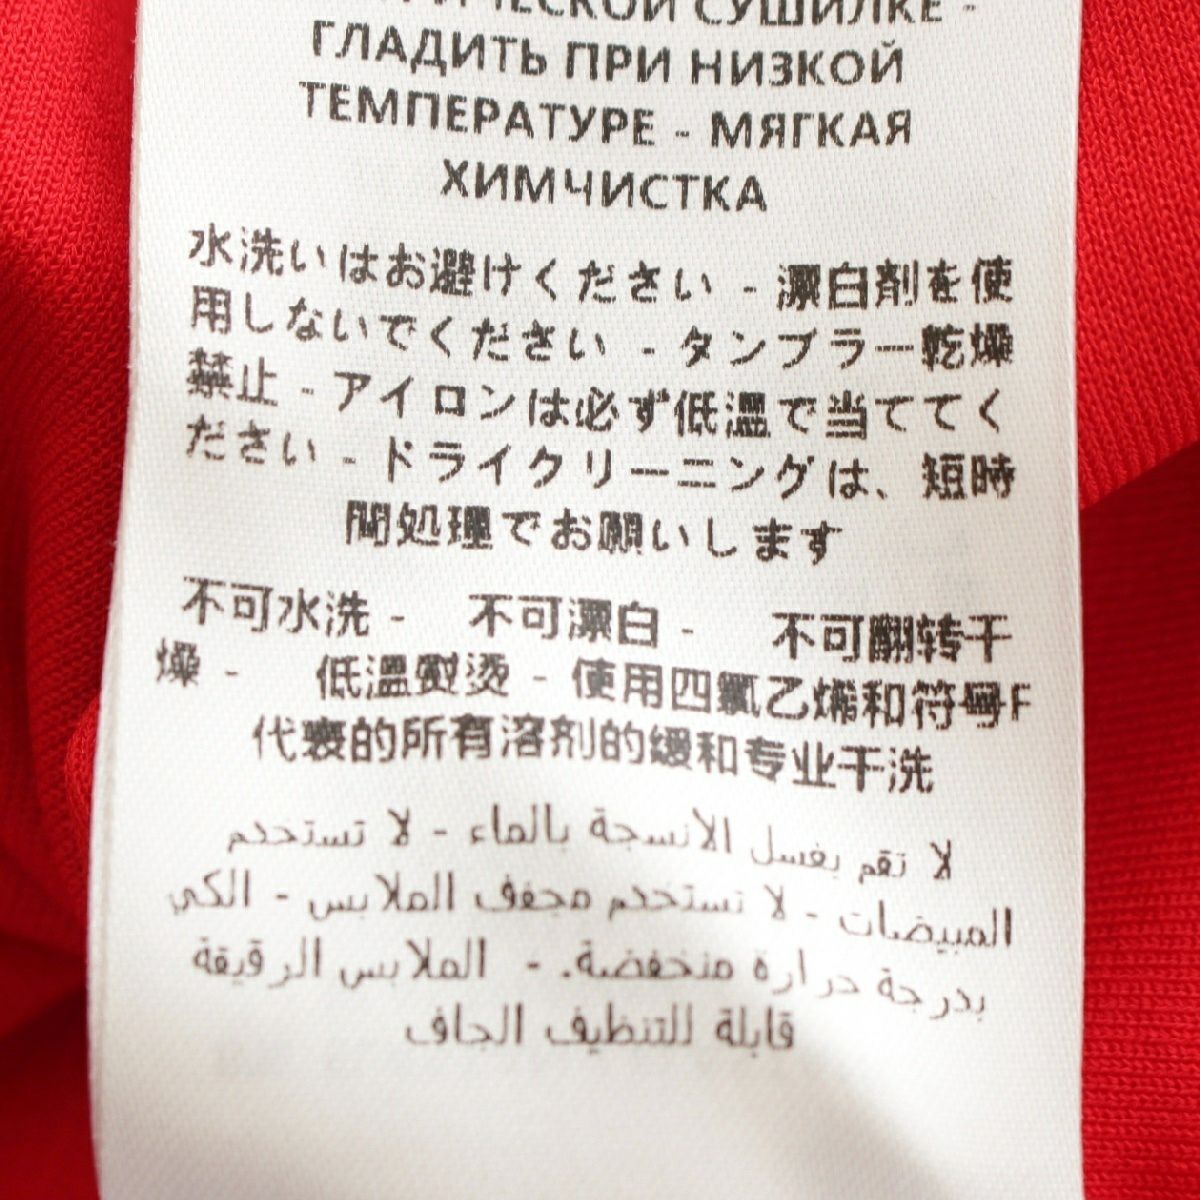 СУШИЛКЕ -
ГЛАДИТЬ ПРИ НИЗКОЙ
ТЕМПЕРАТУРЕ - МЯГКАЯ
ХИМЧИСТКА
水洗いはお避けください - 漂白剤を使
用しないでください - タンブラー乾燥
禁止 - アイロンは必ず低温で当ててく
ださい - ドライクリーニングは、短時
間処理でお願いします
不可水洗 - 不可漂白 - 不可翻转干
燥 - 低温熨烫 - 使用四氯乙烯和符号F
代表的所有溶剂的缓和专业干洗
لا تقم بغسل الانسجة بالماء - لا تستخدم
المبيضات - لا تستخدم مجفف الملابس - الكي
بدرجة حرارة منخفضة. - الملابس الرقيقة
قابلة للتنظيف الجاف